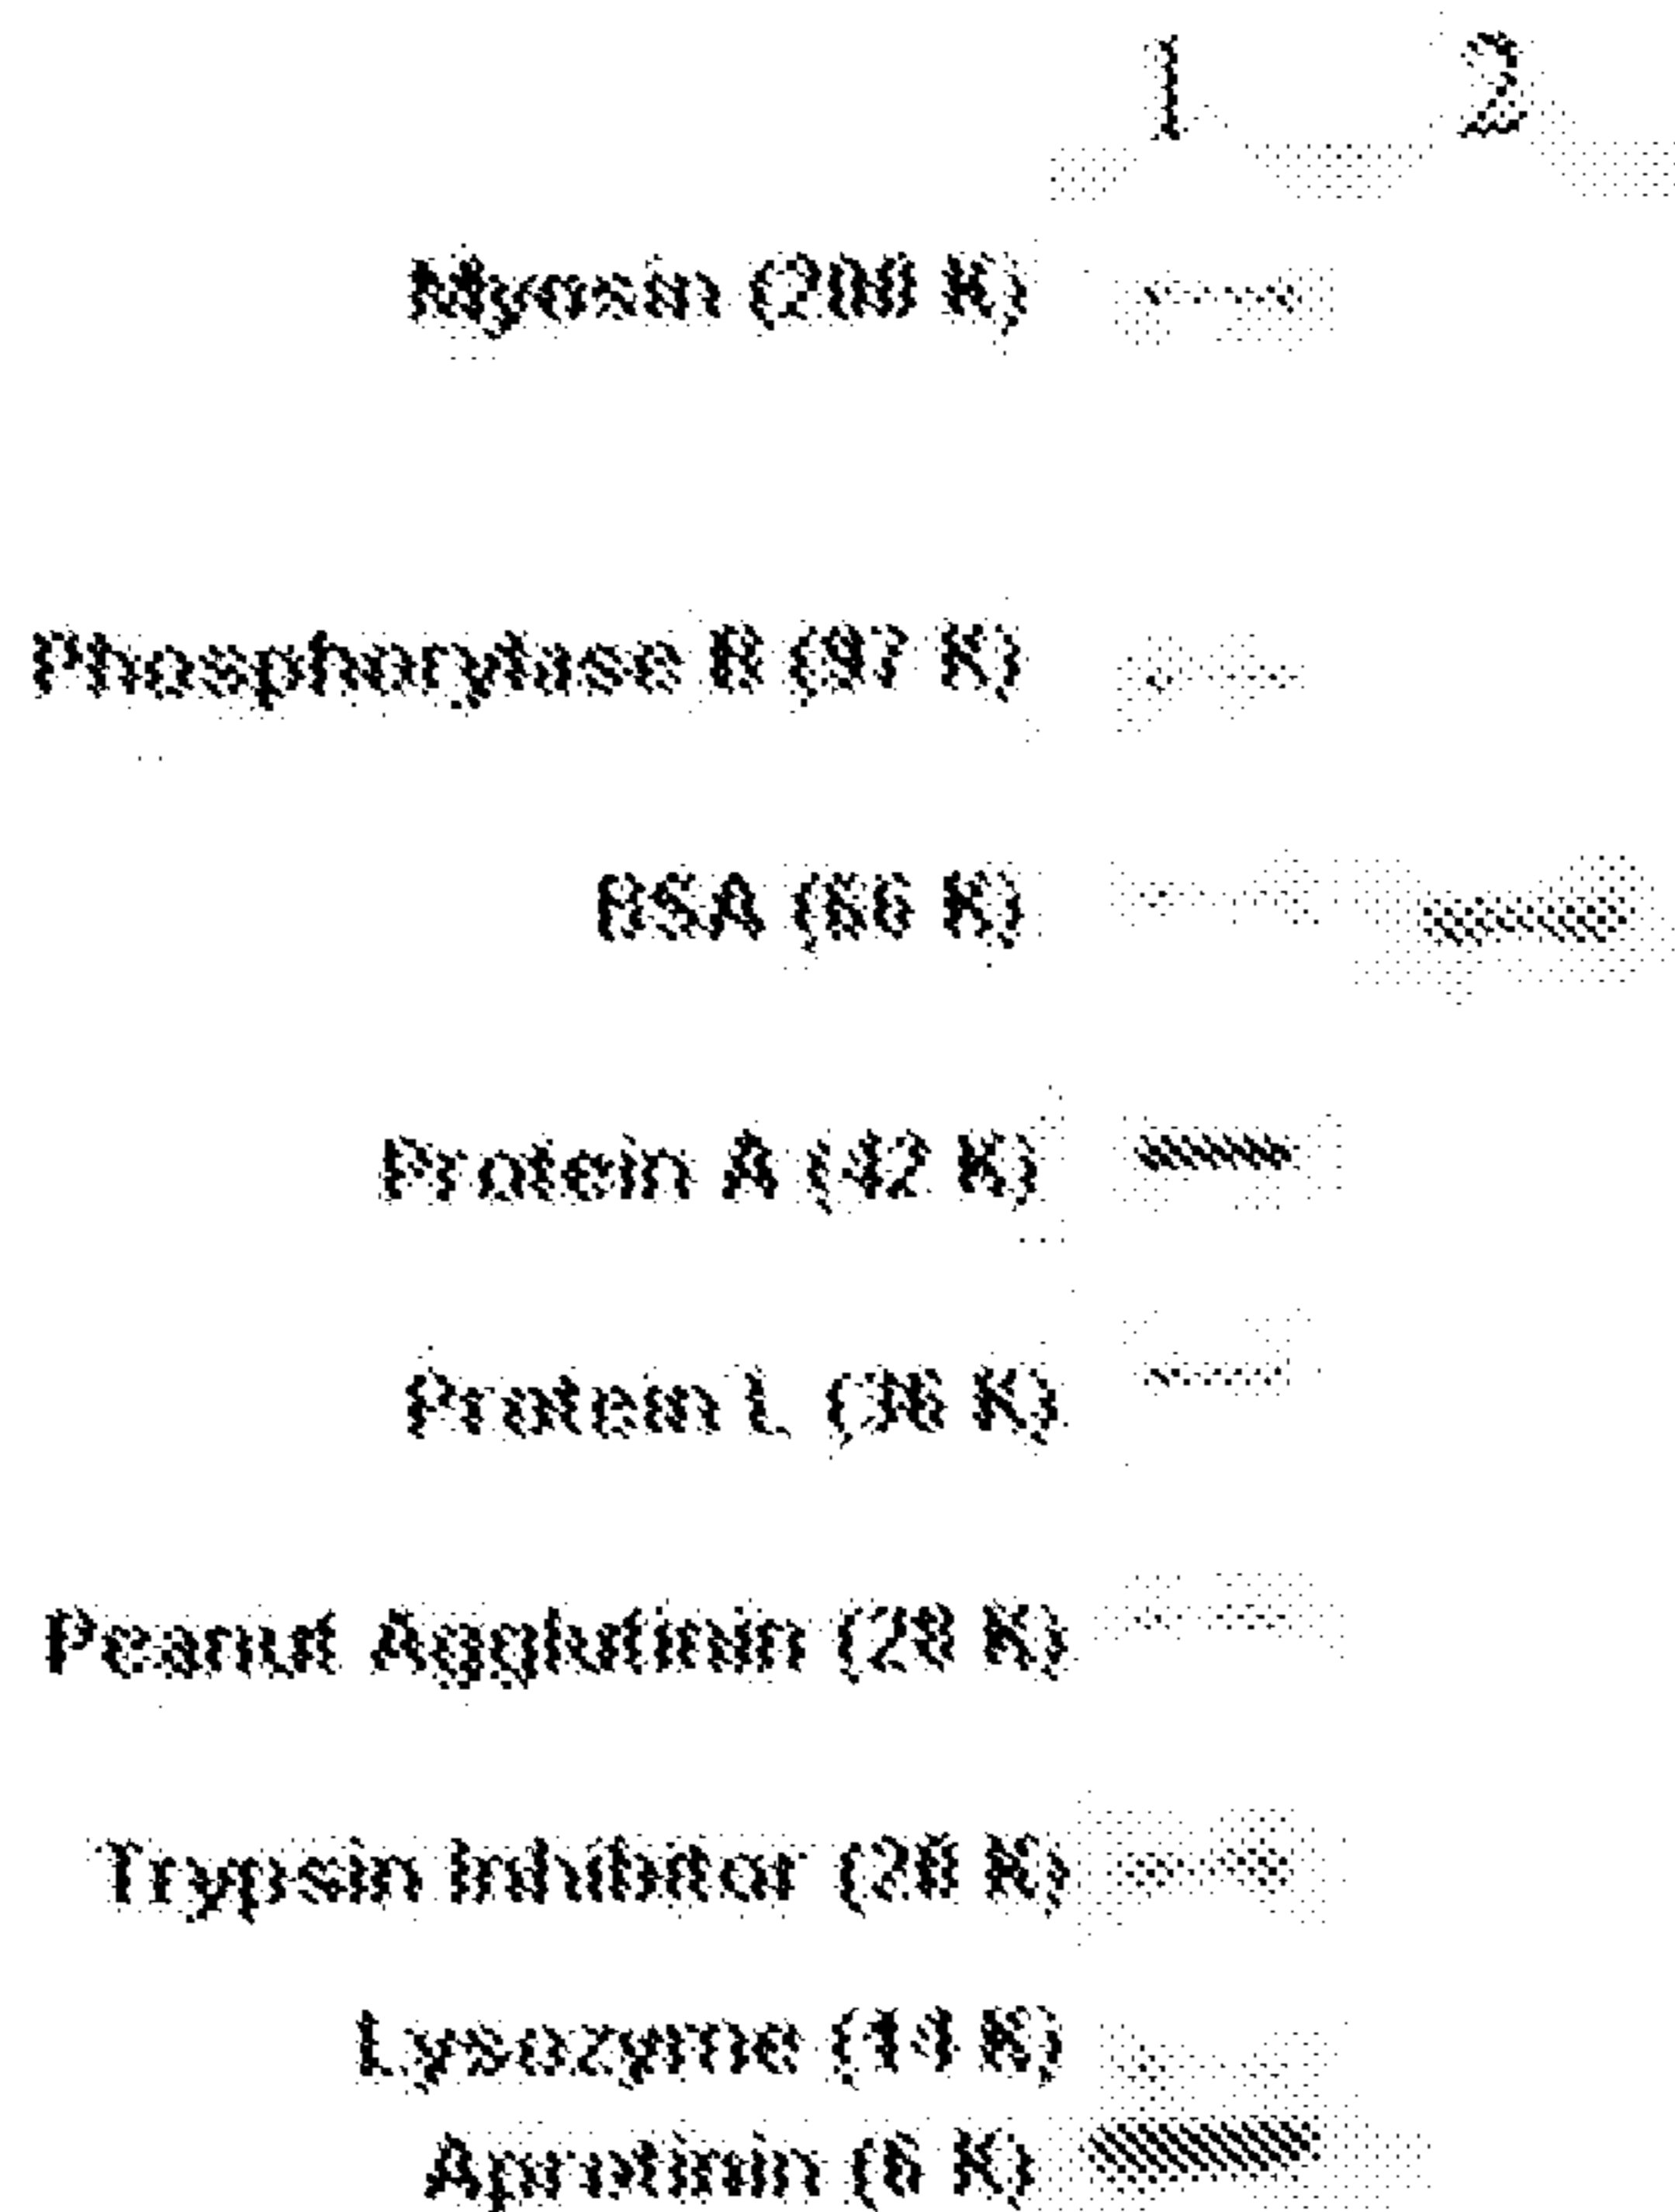 1 2
Myosin (200 K)
Phosphorylase B (97 K)
BSA (66 K)
Protein A (42 K)
Protein L (36 K)
Peanut Agglutinin (28 K)
Trypsin Inhibitor (20 K)
Lysozyme (14 K)
Aprotinin (6 K)